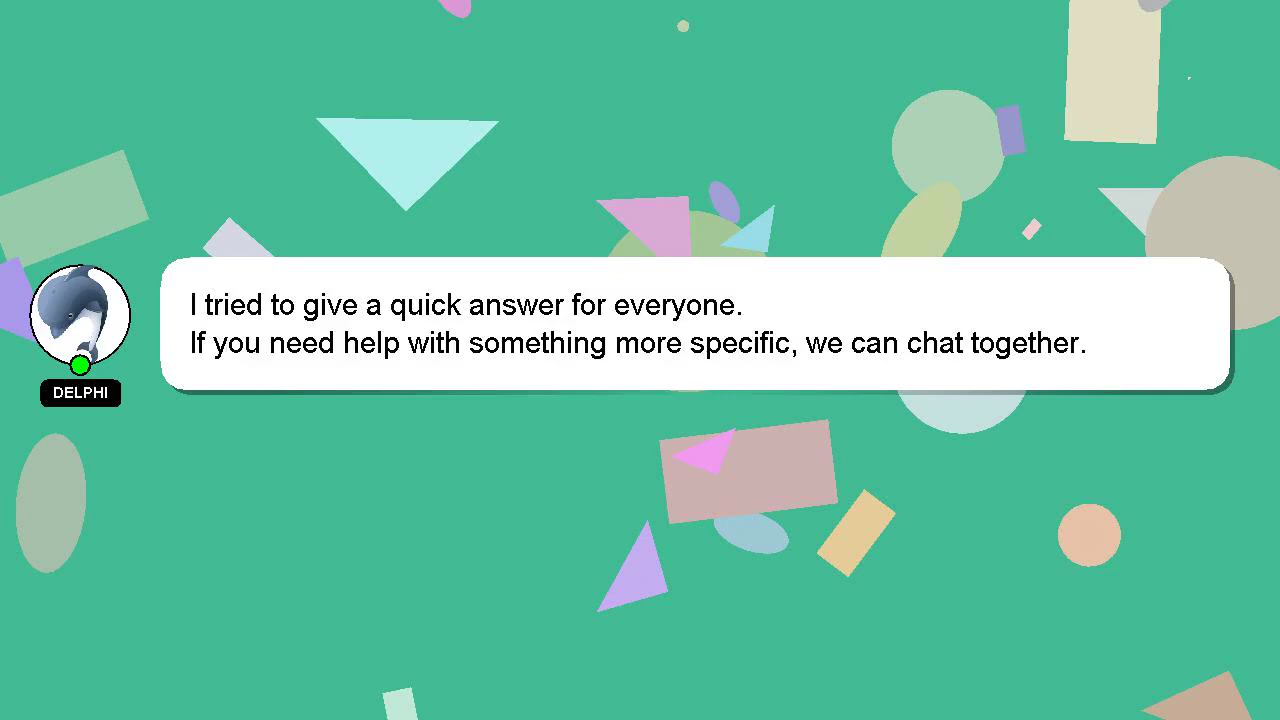 I tried to give a quick answer for everyone.
If you need help with something more specific, we can chat together.
DELPHI